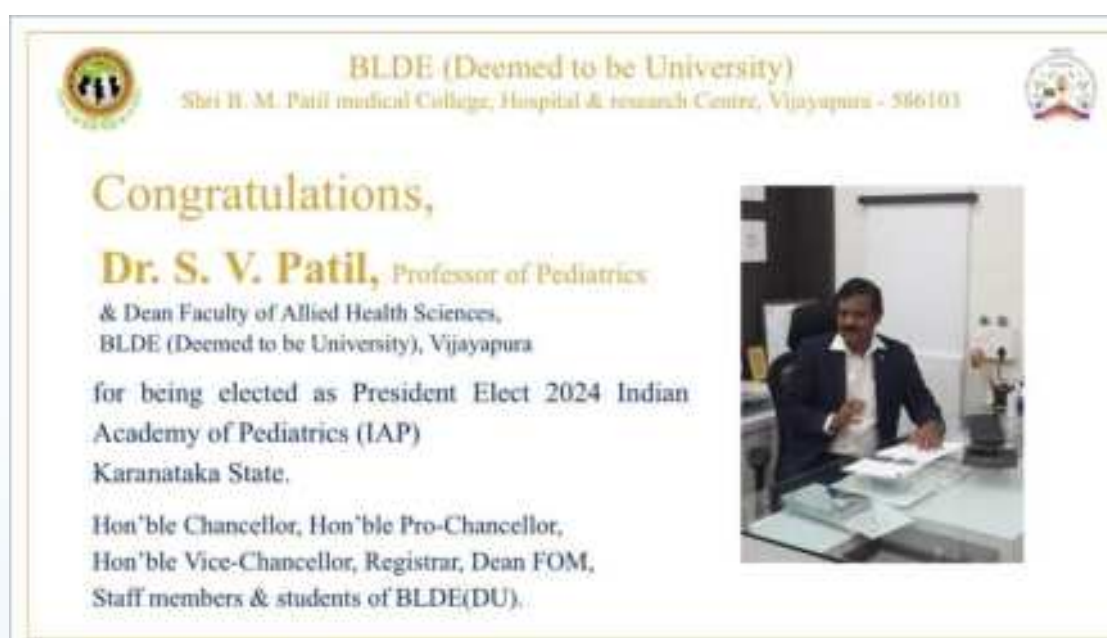 BLDE (Deemed to be University)
Shri B. M. Patil medical College, Hospital & research Centre, Vijayapura - 586103
Congratulations,
Dr. S. V. Patil, Professor of Pediatrics
& Dean Faculty of Allied Health Sciences,
BLDE (Deemed to be University), Vijayapura
for being elected as President Elect 2024 Indian
Academy of Pediatrics (IAP)
Karanataka State.
Hon'ble Chancellor, Hon'ble Pro-Chancellor,
Hon'ble Vice-Chancellor, Registrar, Dean FOM,
Staff members & students of BLDE(DU).